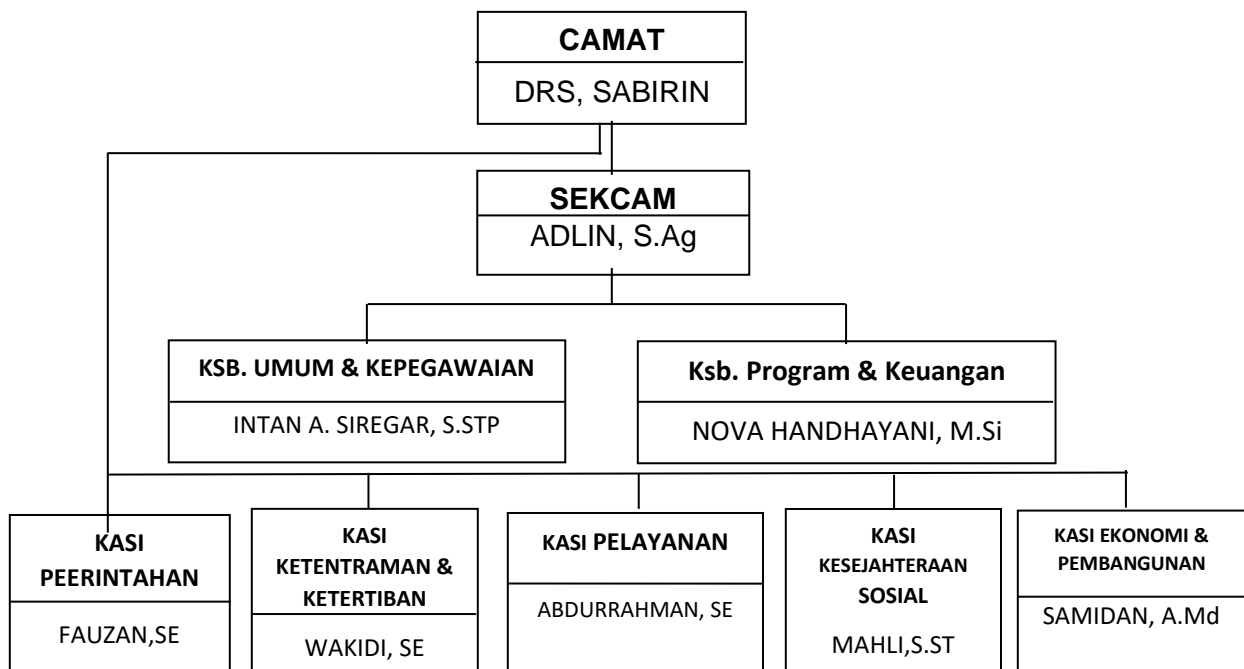 CAMAT
DRS, SABIRIN
SEKCAM
ADLIN, S.Ag
KSB. UMUM & KEPEGAWAIAN
INTAN A. SIREGAR, S.STP
Ksb. Program & Keuangan
NOVA HANDHAYANI, M.Si
KASI
PEERINTAHAN
FAUZAN,SE
KASI
KETENTRAMAN &
KETERTIBAN
WAKIDI, SE
KASI PELAYANAN
ABDURRAHMAN, SE
KASI
KESEJAHTERAAN
SOSIAL
MAHLI,S.ST
KASI EKONOMI &
PEMBANGUNAN
SAMIDAN, A.Md